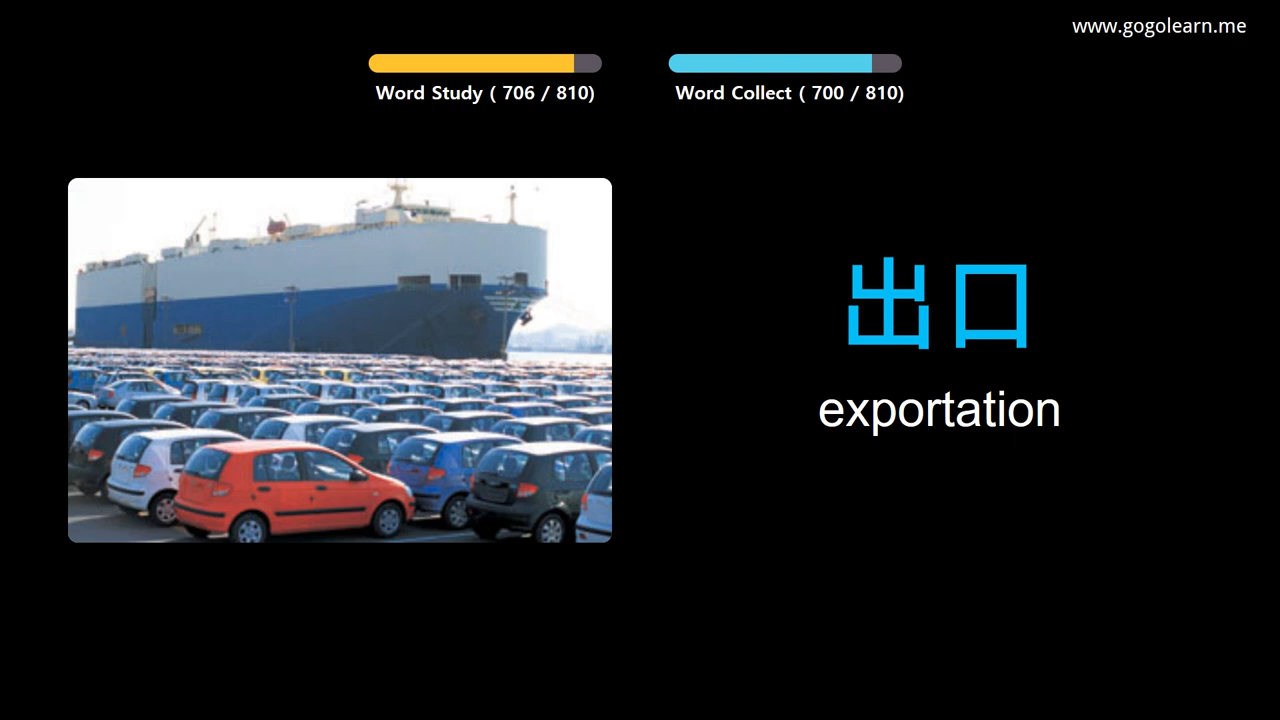 www.gogolearn.me
Word Study ( 706 / 810)
Word Collect ( 700 / 810)
出口
exportation